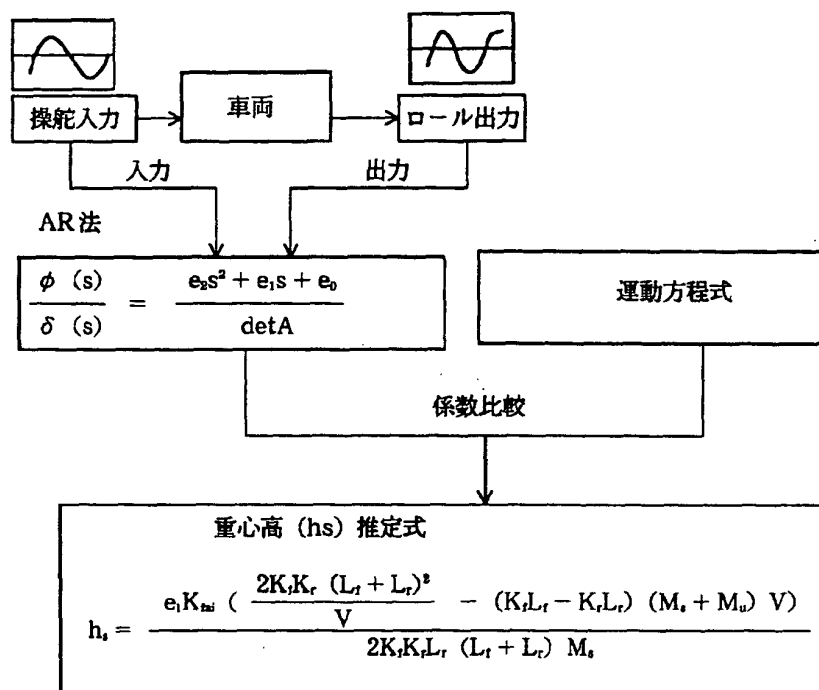 操舵入力
車両
ロール出力
入力
出力
AR法
φ (s) / δ (s) = e₂s² + e₁s + e₀ / detA
運動方程式
係数比較
重心高 (hs) 推定式
hₛ = e₁K_fai ( 2K_fK_r (L_f + L_r)² / V - (K_fL_f - K_rL_r) (Mₛ + Mᵤ) V) / 2K_fK_rL_r (L_f + L_r) Mₛ